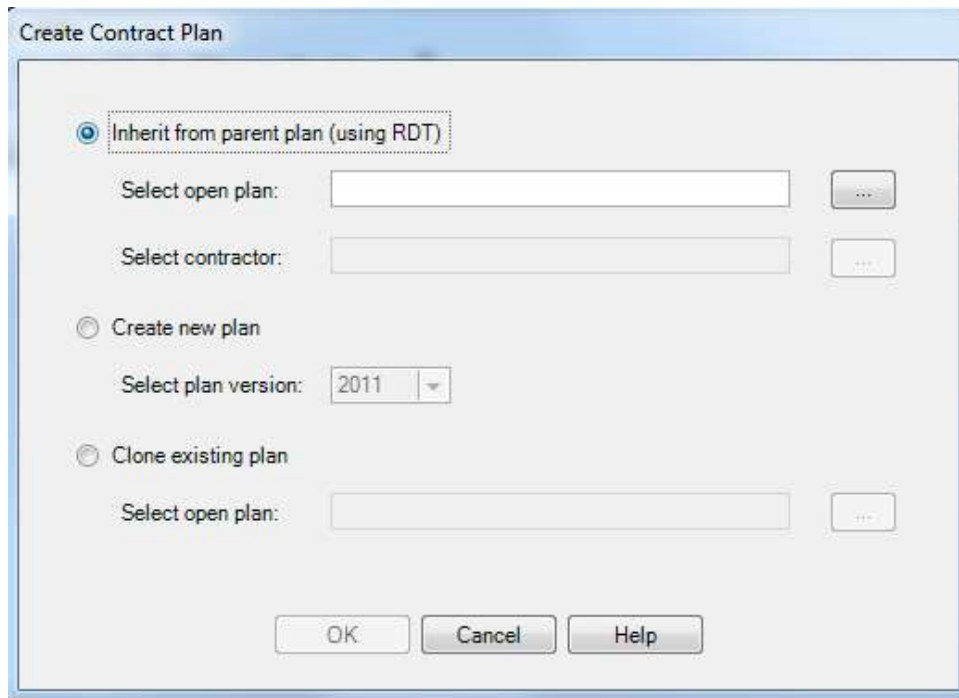 Create Contract Plan
Inherit from parent plan (using RDT)
Select open plan:
...
Select contractor:
...
Create new plan
Select plan version:
2011
Clone existing plan
Select open plan:
...
OK
Cancel
Help